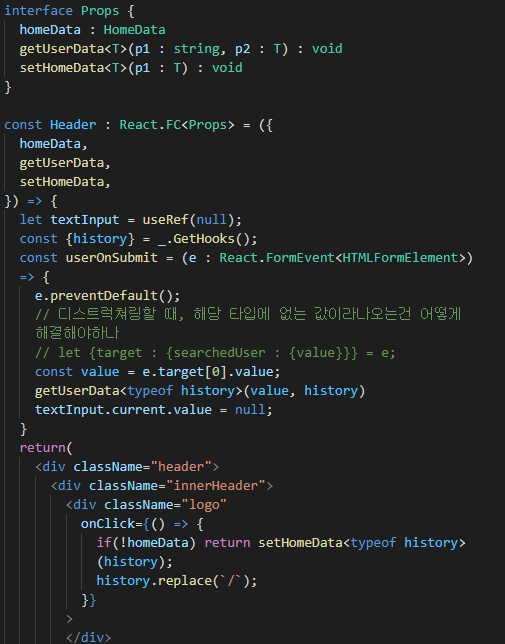 interface Props {
  homeData : HomeData
  getUserData<T>(p1 : string, p2 : T) : void
  setHomeData<T>(p1 : T) : void
}

const Header : React.FC<Props> = ({
  homeData,
  getUserData,
  setHomeData,
}) => {
  let textInput = useRef(null);
  const {history} = _.GetHooks();
  const userOnSubmit = (e : React.FormEvent<HTMLFormElement>)
  => {
    e.preventDefault();
    // 디스트럭쳐링할 때, 해당 타입에 없는 값이라나오는건 어떻게
    해결해야하나
    // let {target : {searchedUser : {value}}} = e;
    const value = e.target[0].value;
    getUserData<typeof history>(value, history)
    textInput.current.value = null;
  }
  return(
    <div className="header">
      <div className="innerHeader">
        <div className="logo"
          onClick={() => {
            if(!homeData) return setHomeData<typeof history>
            (history);
            history.replace(`/`);
          }}
        >
        </div>